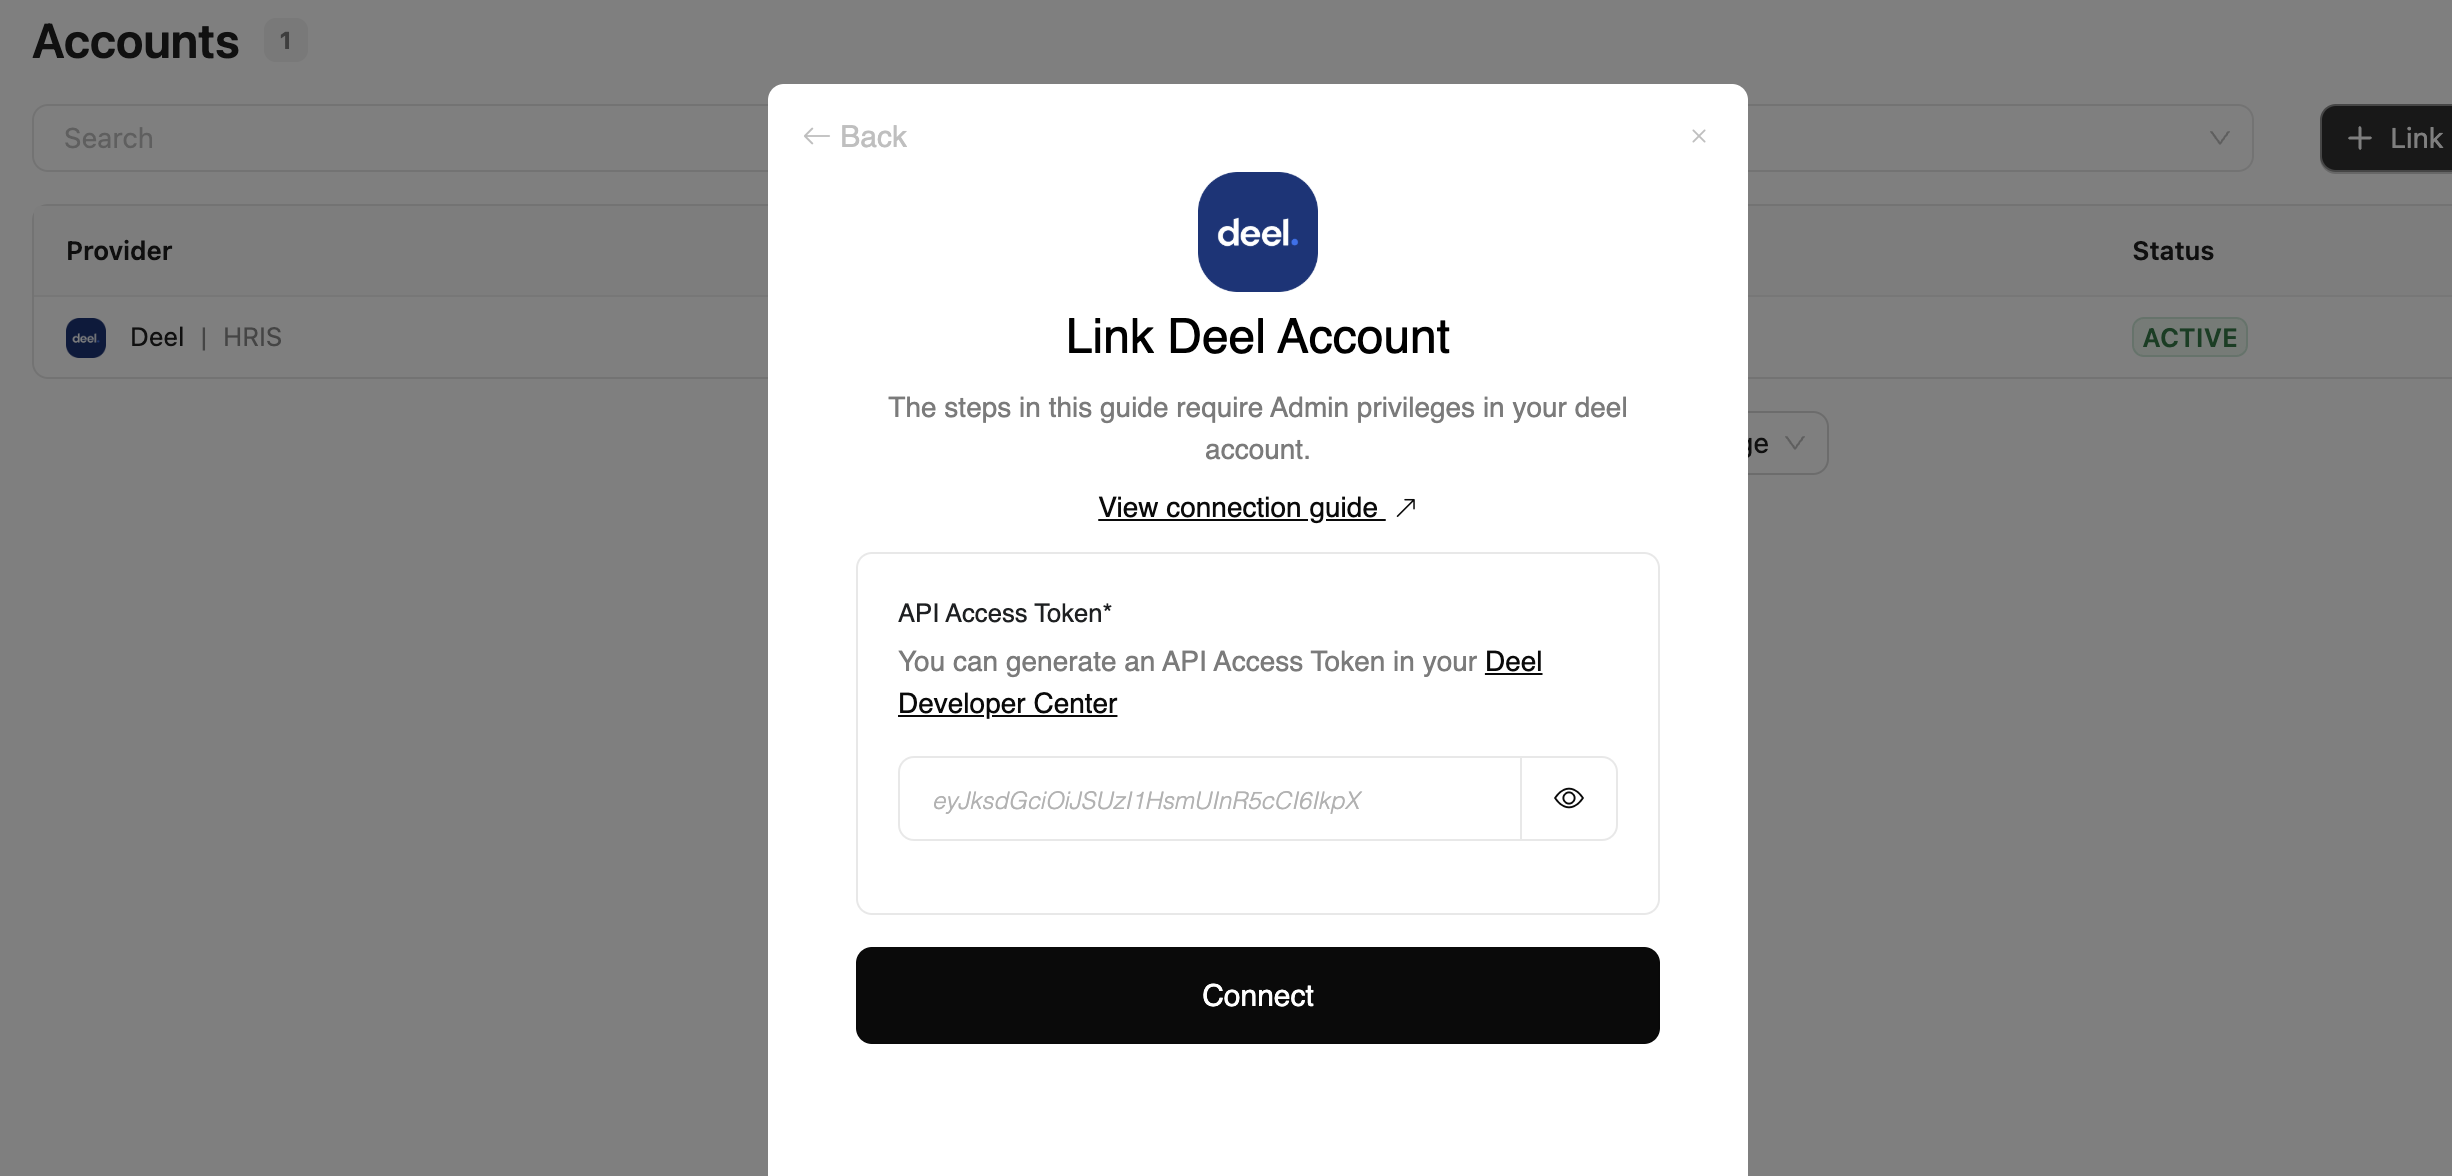 Accounts 1
Search
Link
Provider
Status
deel. Deel | HRIS
ACTIVE
← Back
×
deel.
Link Deel Account
The steps in this guide require Admin privileges in your deel
account.
View connection guide ↗
API Access Token*
You can generate an API Access Token in your Deel
Developer Center
eyJksdGciOiJSUzI1HsmUInR5cCI6IkpX
Connect